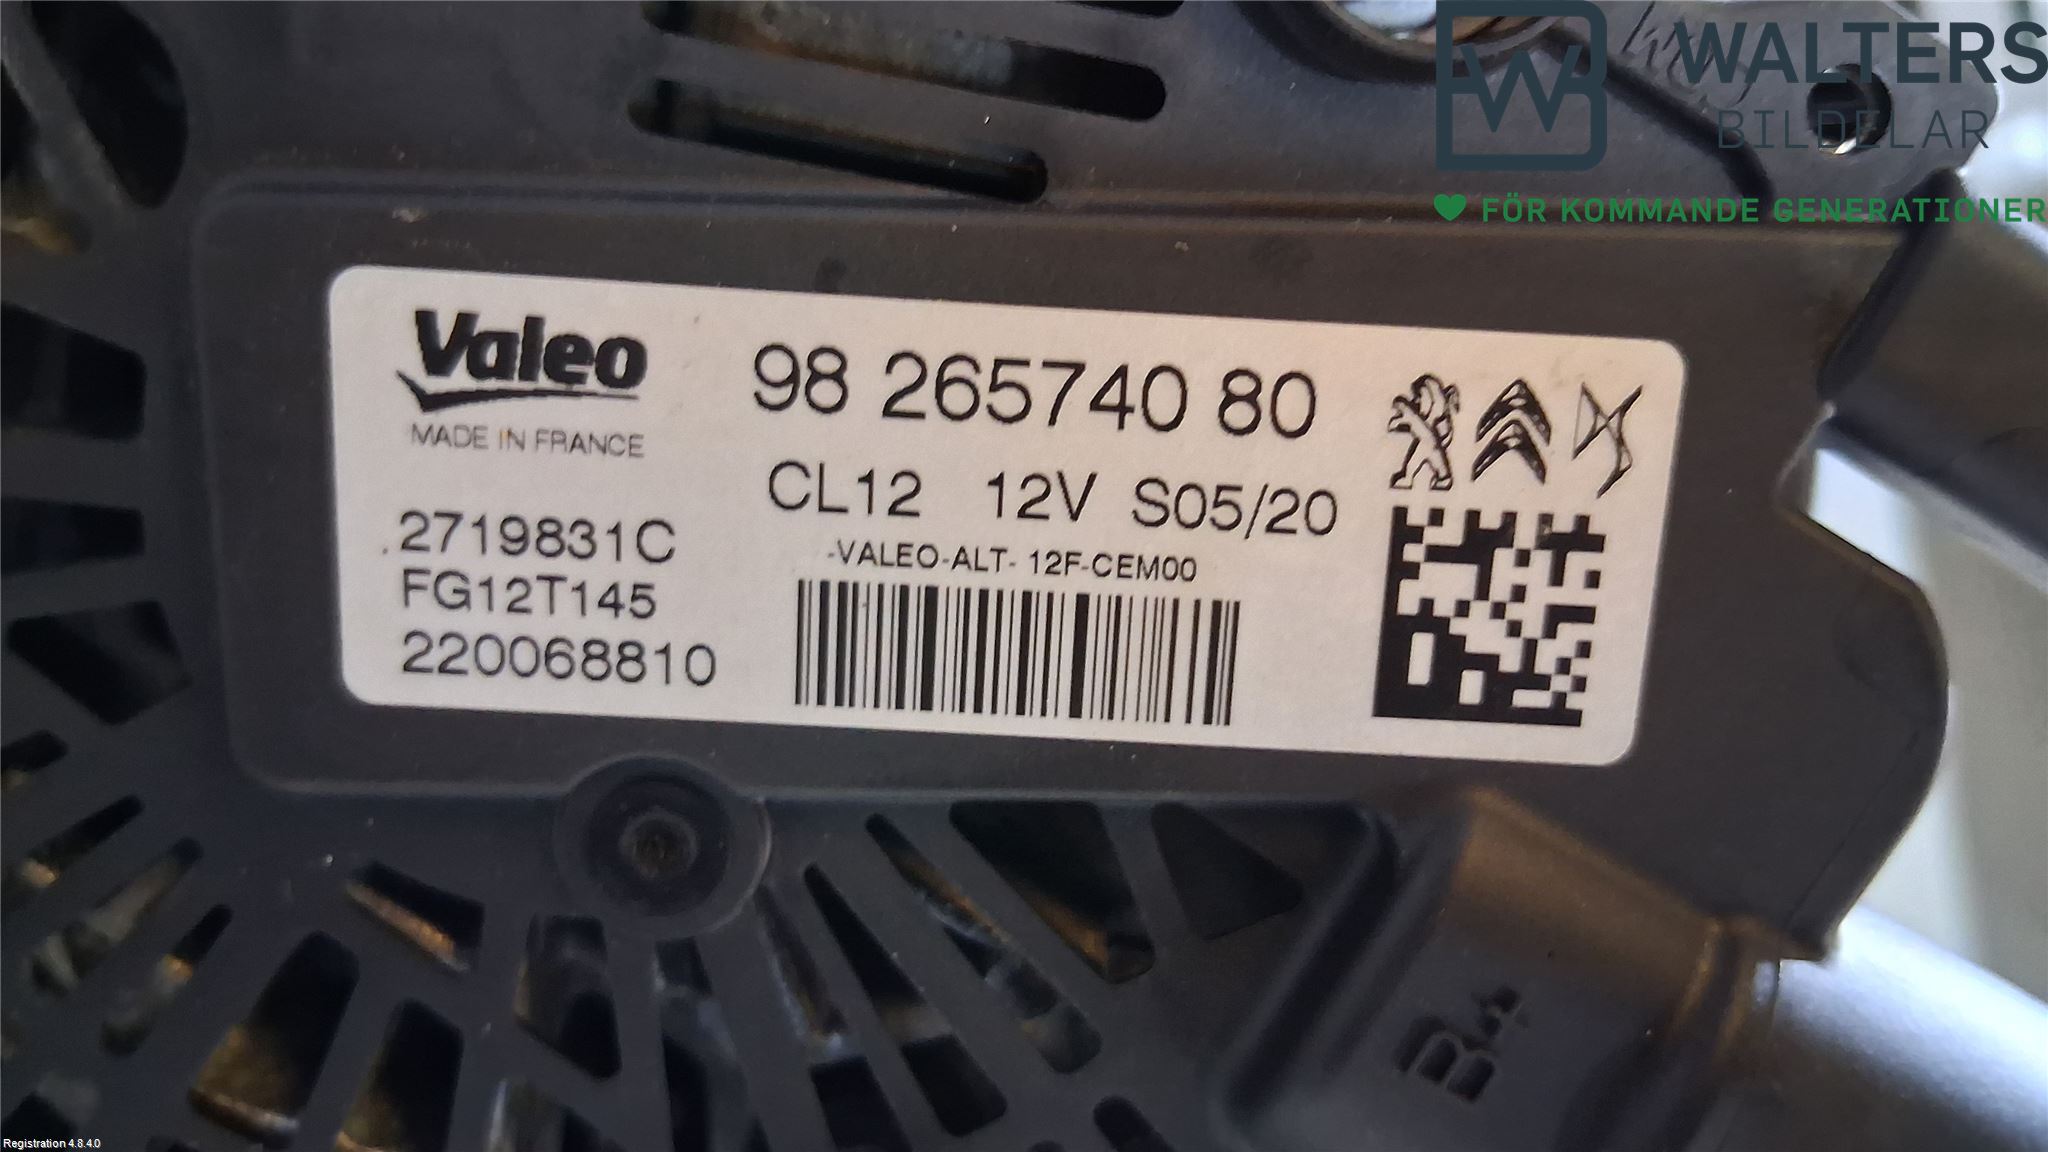 WALTERS
BILDELAR
FÖR KOMMANDE GENERATIONER
Valeo
MADE IN FRANCE
98 265740 80
CL12 12V S05/20
-VALEO-ALT- 12F-CEM00
2719831C
FG12T145
220068810
B+
Registration 4.8.4.0